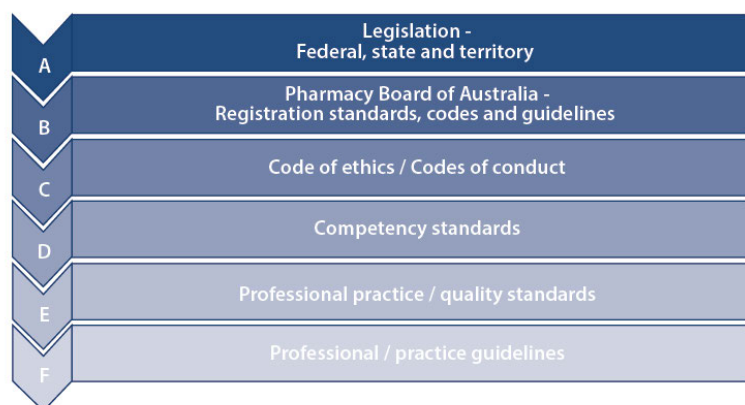 A
Legislation -
Federal, state and territory
B
Pharmacy Board of Australia -
Registration standards, codes and guidelines
C
Code of ethics / Codes of conduct
D
Competency standards
E
Professional practice / quality standards
F
Professional / practice guidelines